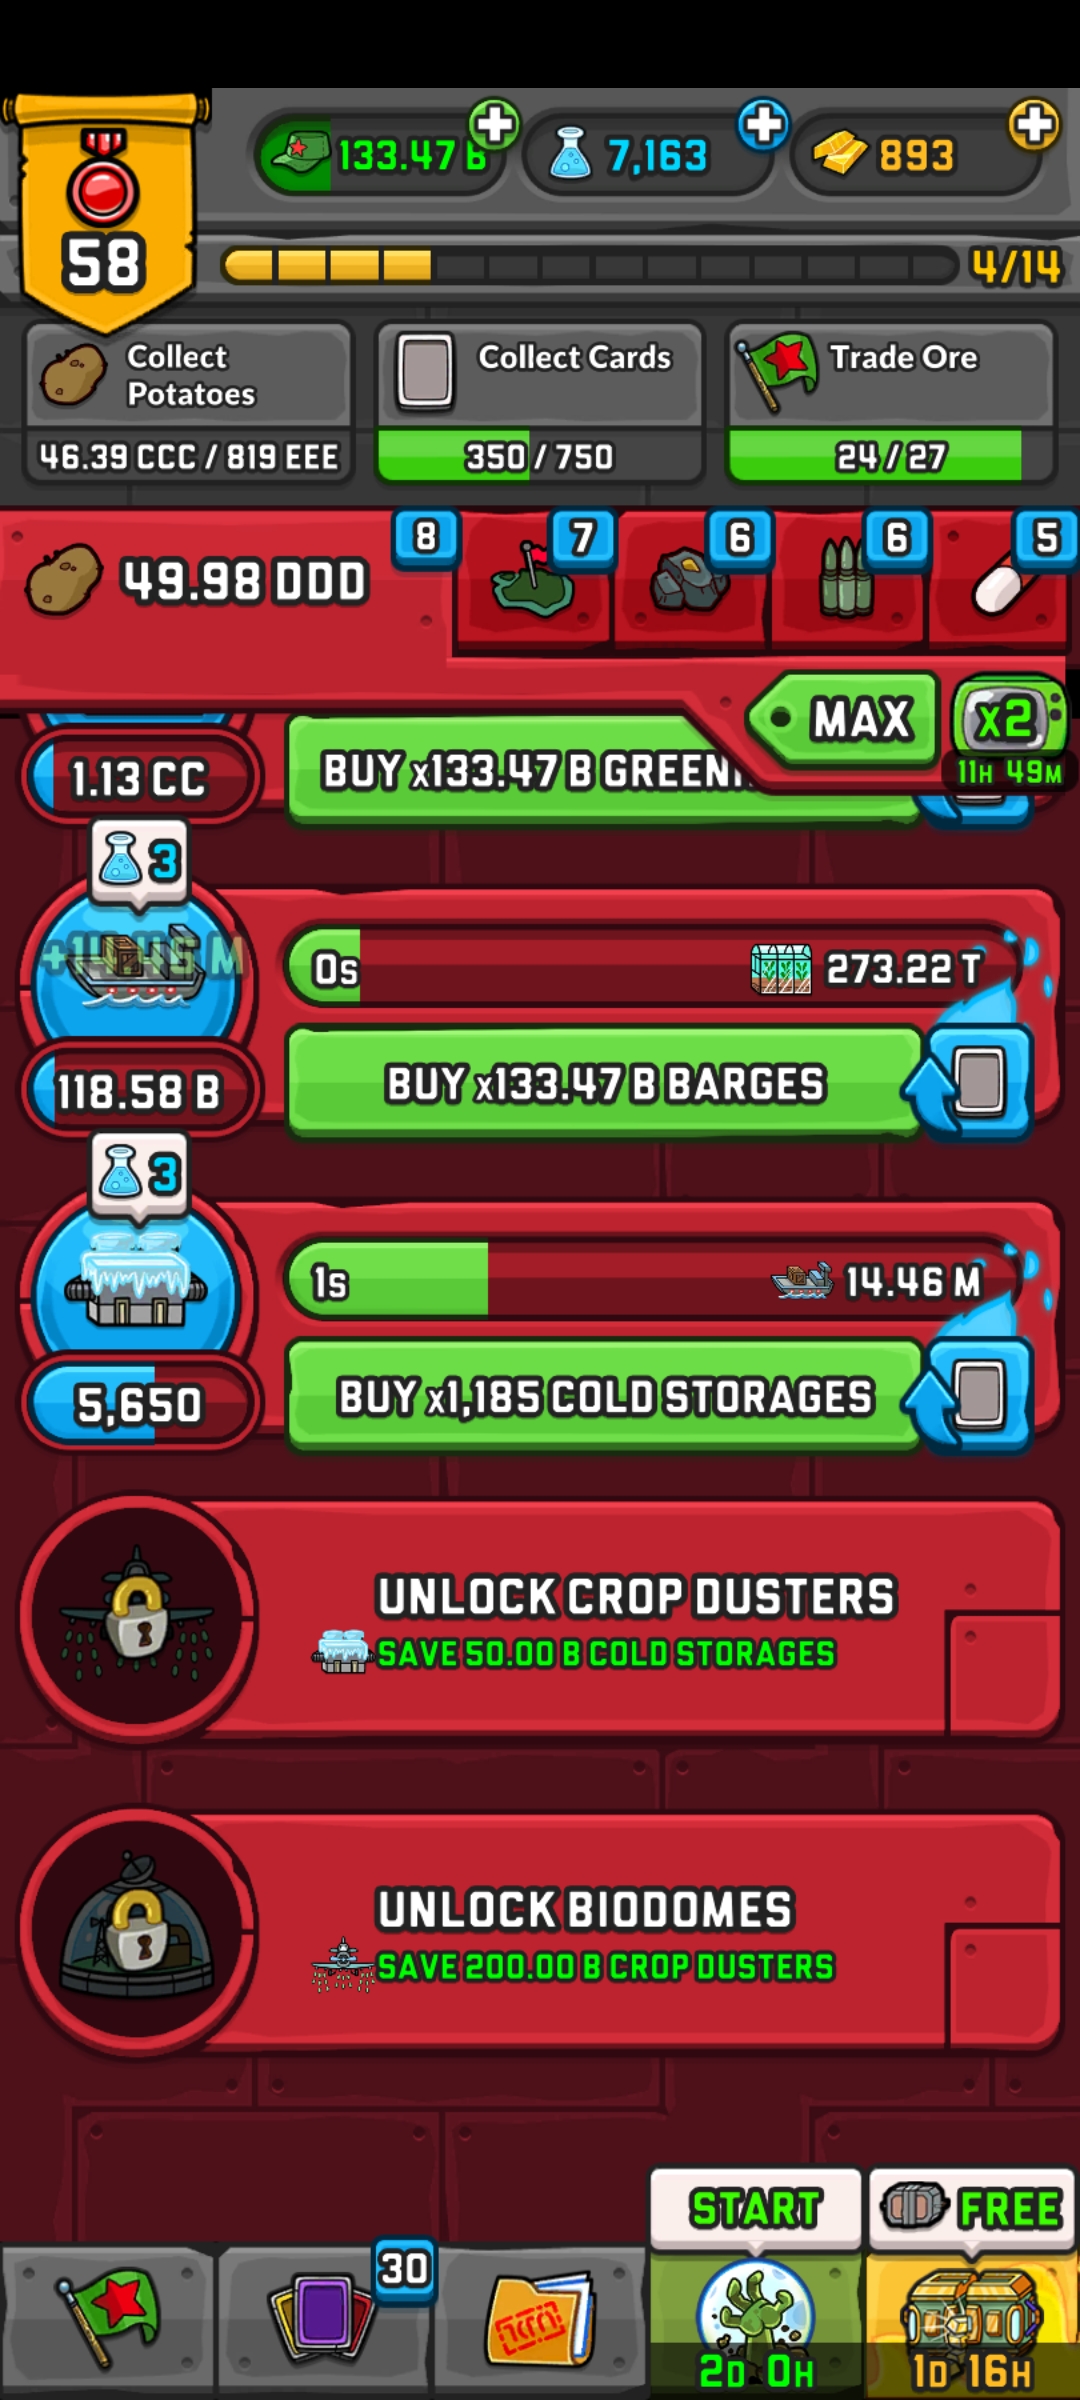 133.47 B
7,163
893
58
4/14
Collect
Potatoes
Collect Cards
Trade Ore
46.39 CCC / 819 EEE
350 / 750
24 / 27
49.98 DDD
8
7
6
6
5
MAX
x2
11H 49M
1.13 CC
BUY x133.47 B
3
+14.45 M
0s
273.22 T
118.58 B
BUY x133.47 B BARGES
3
1s
14.46 M
5,650
BUY x1,185 COLD STORAGES
UNLOCK CROP DUSTERS
SAVE 50.00 B COLD STORAGES
UNLOCK BIODOMES
SAVE 200.00 B CROP DUSTERS
START
FREE
30
2D 0H
1D 16H